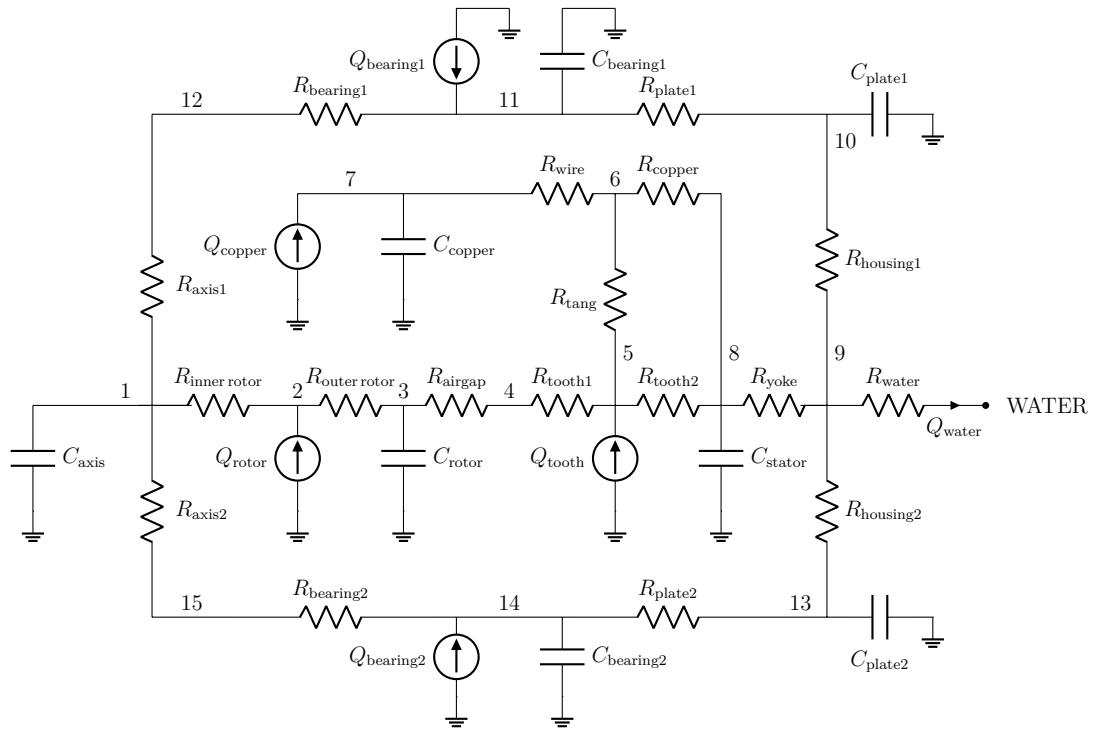 Q_bearing1
C_bearing1
C_plate1
R_bearing1
R_plate1
12
11
10
7
R_wire
6
R_copper
Q_copper
C_copper
R_housing1
R_axis1
R_tang
5
8
9
1
R_inner rotor
2
R_outer rotor
3
R_airgap
4
R_tooth1
R_tooth2
R_yoke
R_water
WATER
Q_water
C_axis
Q_rotor
C_rotor
Q_tooth
C_stator
R_axis2
R_housing2
15
R_bearing2
14
R_plate2
13
Q_bearing2
C_bearing2
C_plate2